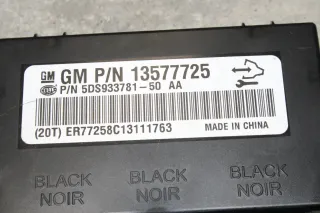 GM
GM P/N 13577725
P/N 5DS933781-50 AA
(20T) ER77258C13111763
MADE IN CHINA
BLACK BLACK BLACK
NOIR NOIR NOIR